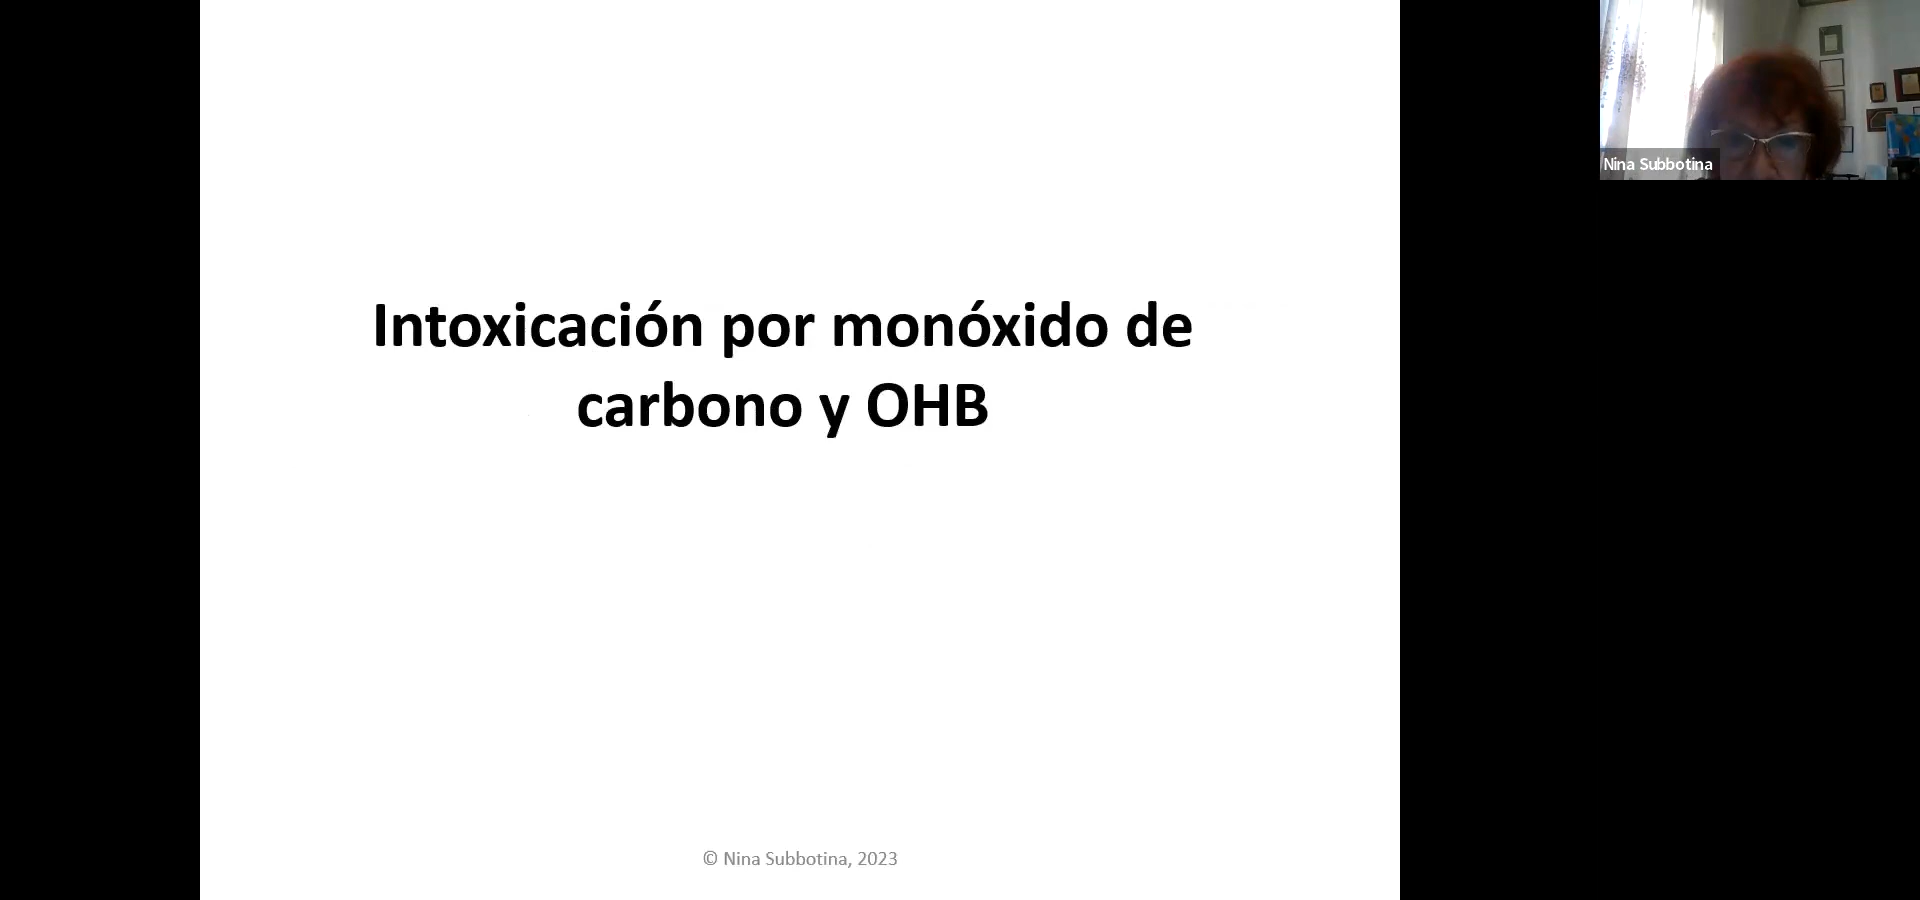 Intoxicación por monóxido de
carbono y OHB
© Nina Subbotina, 2023
Nina Subbotina